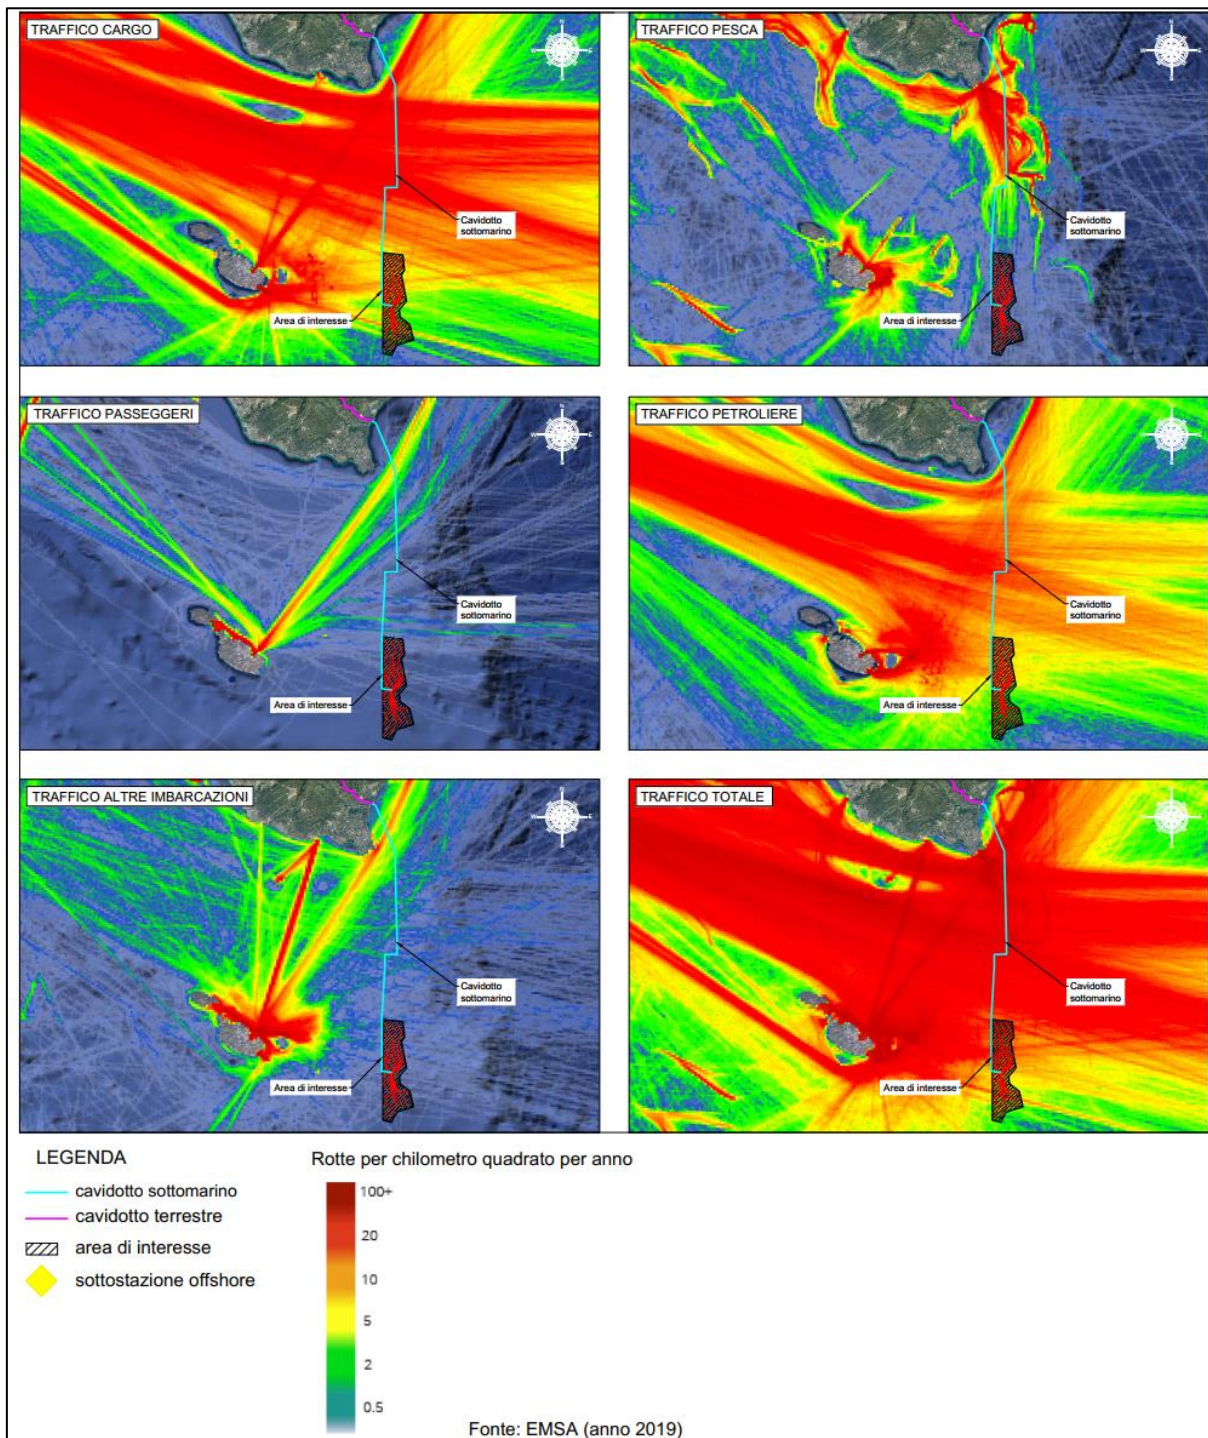 TRAFFICO CARGO
N
W
E
Cavidotto
sottomarino
Area di interesse
TRAFFICO PESCA
N
W
E
Cavidotto
sottomarino
Area di interesse
TRAFFICO PASSEGGERI
N
W
E
Cavidotto
sottomarino
Area di interesse
TRAFFICO PETROLIERE
N
W
E
Cavidotto
sottomarino
Area di interesse
TRAFFICO ALTRE IMBARCAZIONI
N
W
E
Cavidotto
sottomarino
Area di interesse
TRAFFICO TOTALE
N
W
E
Cavidotto
sottomarino
Area di interesse
LEGENDA
cavidotto sottomarino
cavidotto terrestre
area di interesse
sottostazione offshore
Rotte per chilometro quadrato per anno
100+
20
10
5
2
0.5
Fonte: EMSA (anno 2019)